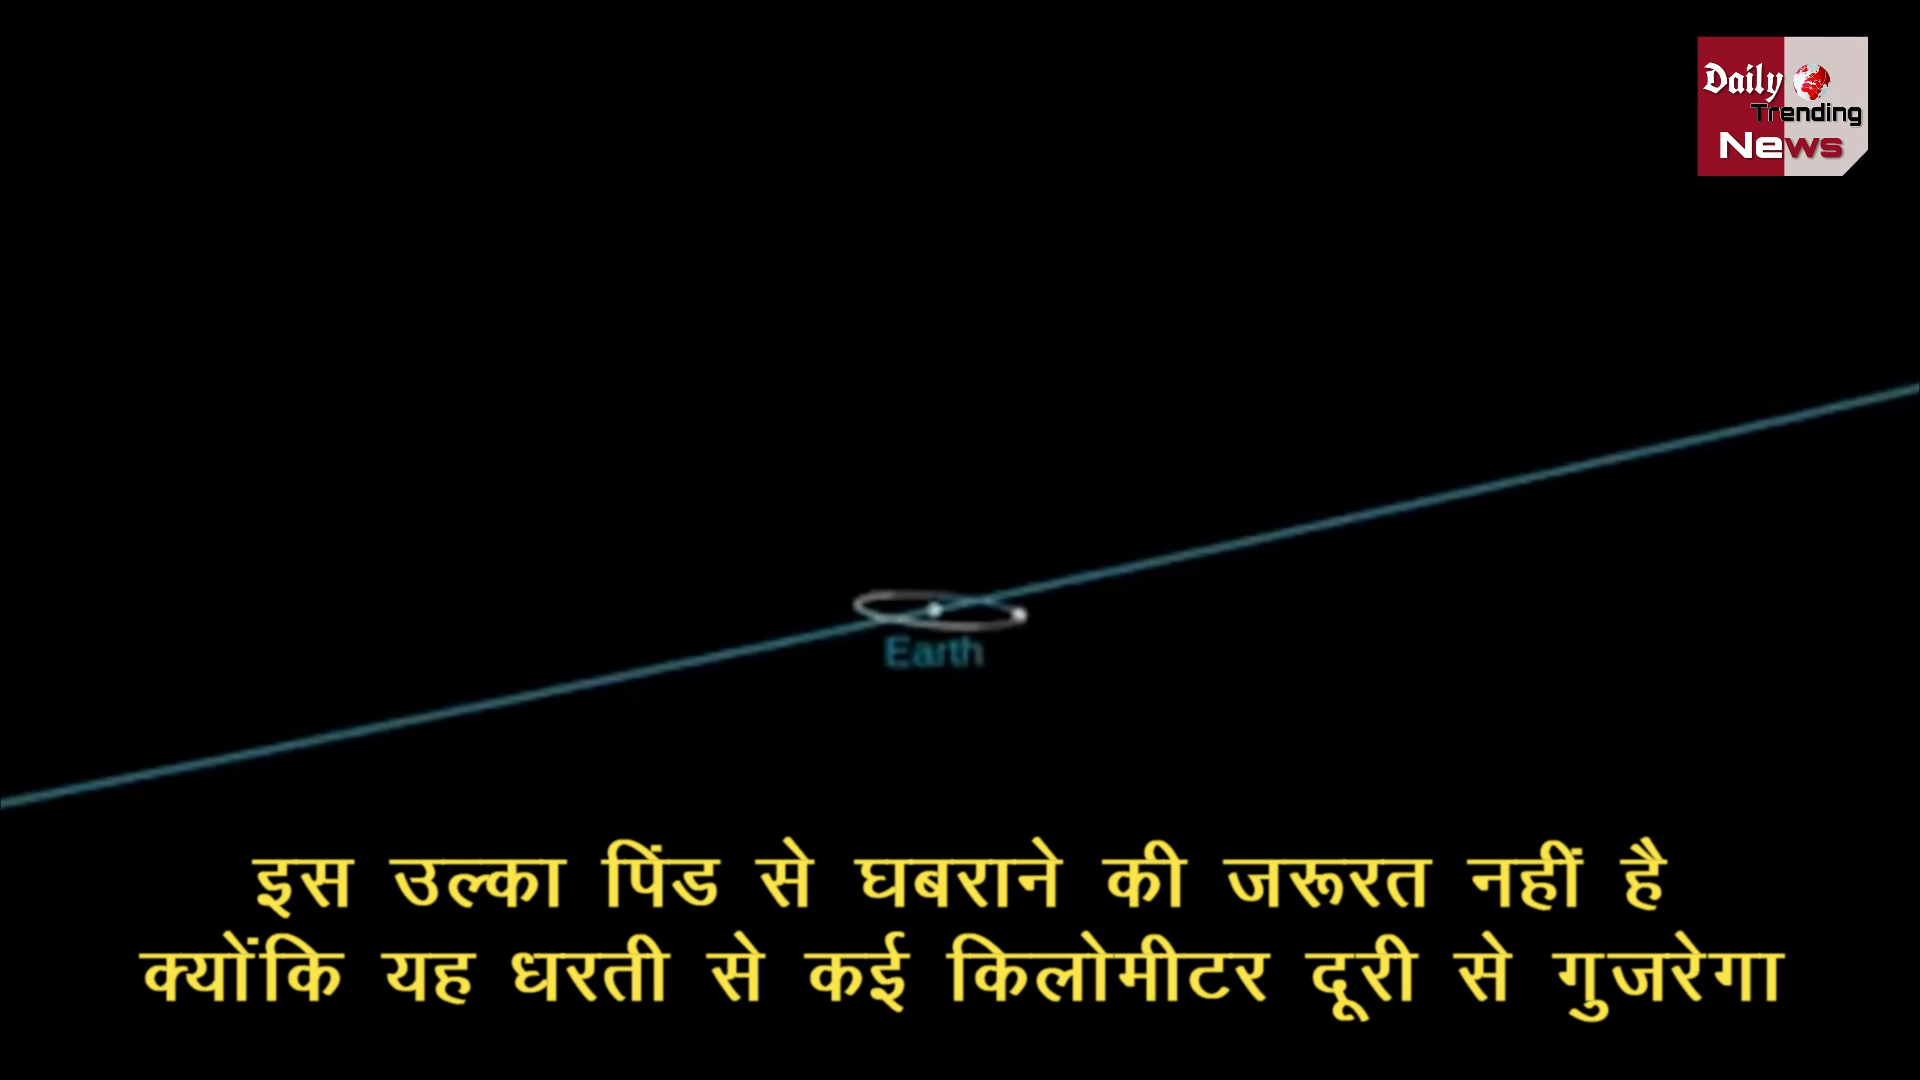 Daily
Trending
News
Earth
इस उल्का पिंड से घबराने की जरूरत नहीं है
क्योंकि यह धरती से कई किलोमीटर दूरी से गुजरेगा